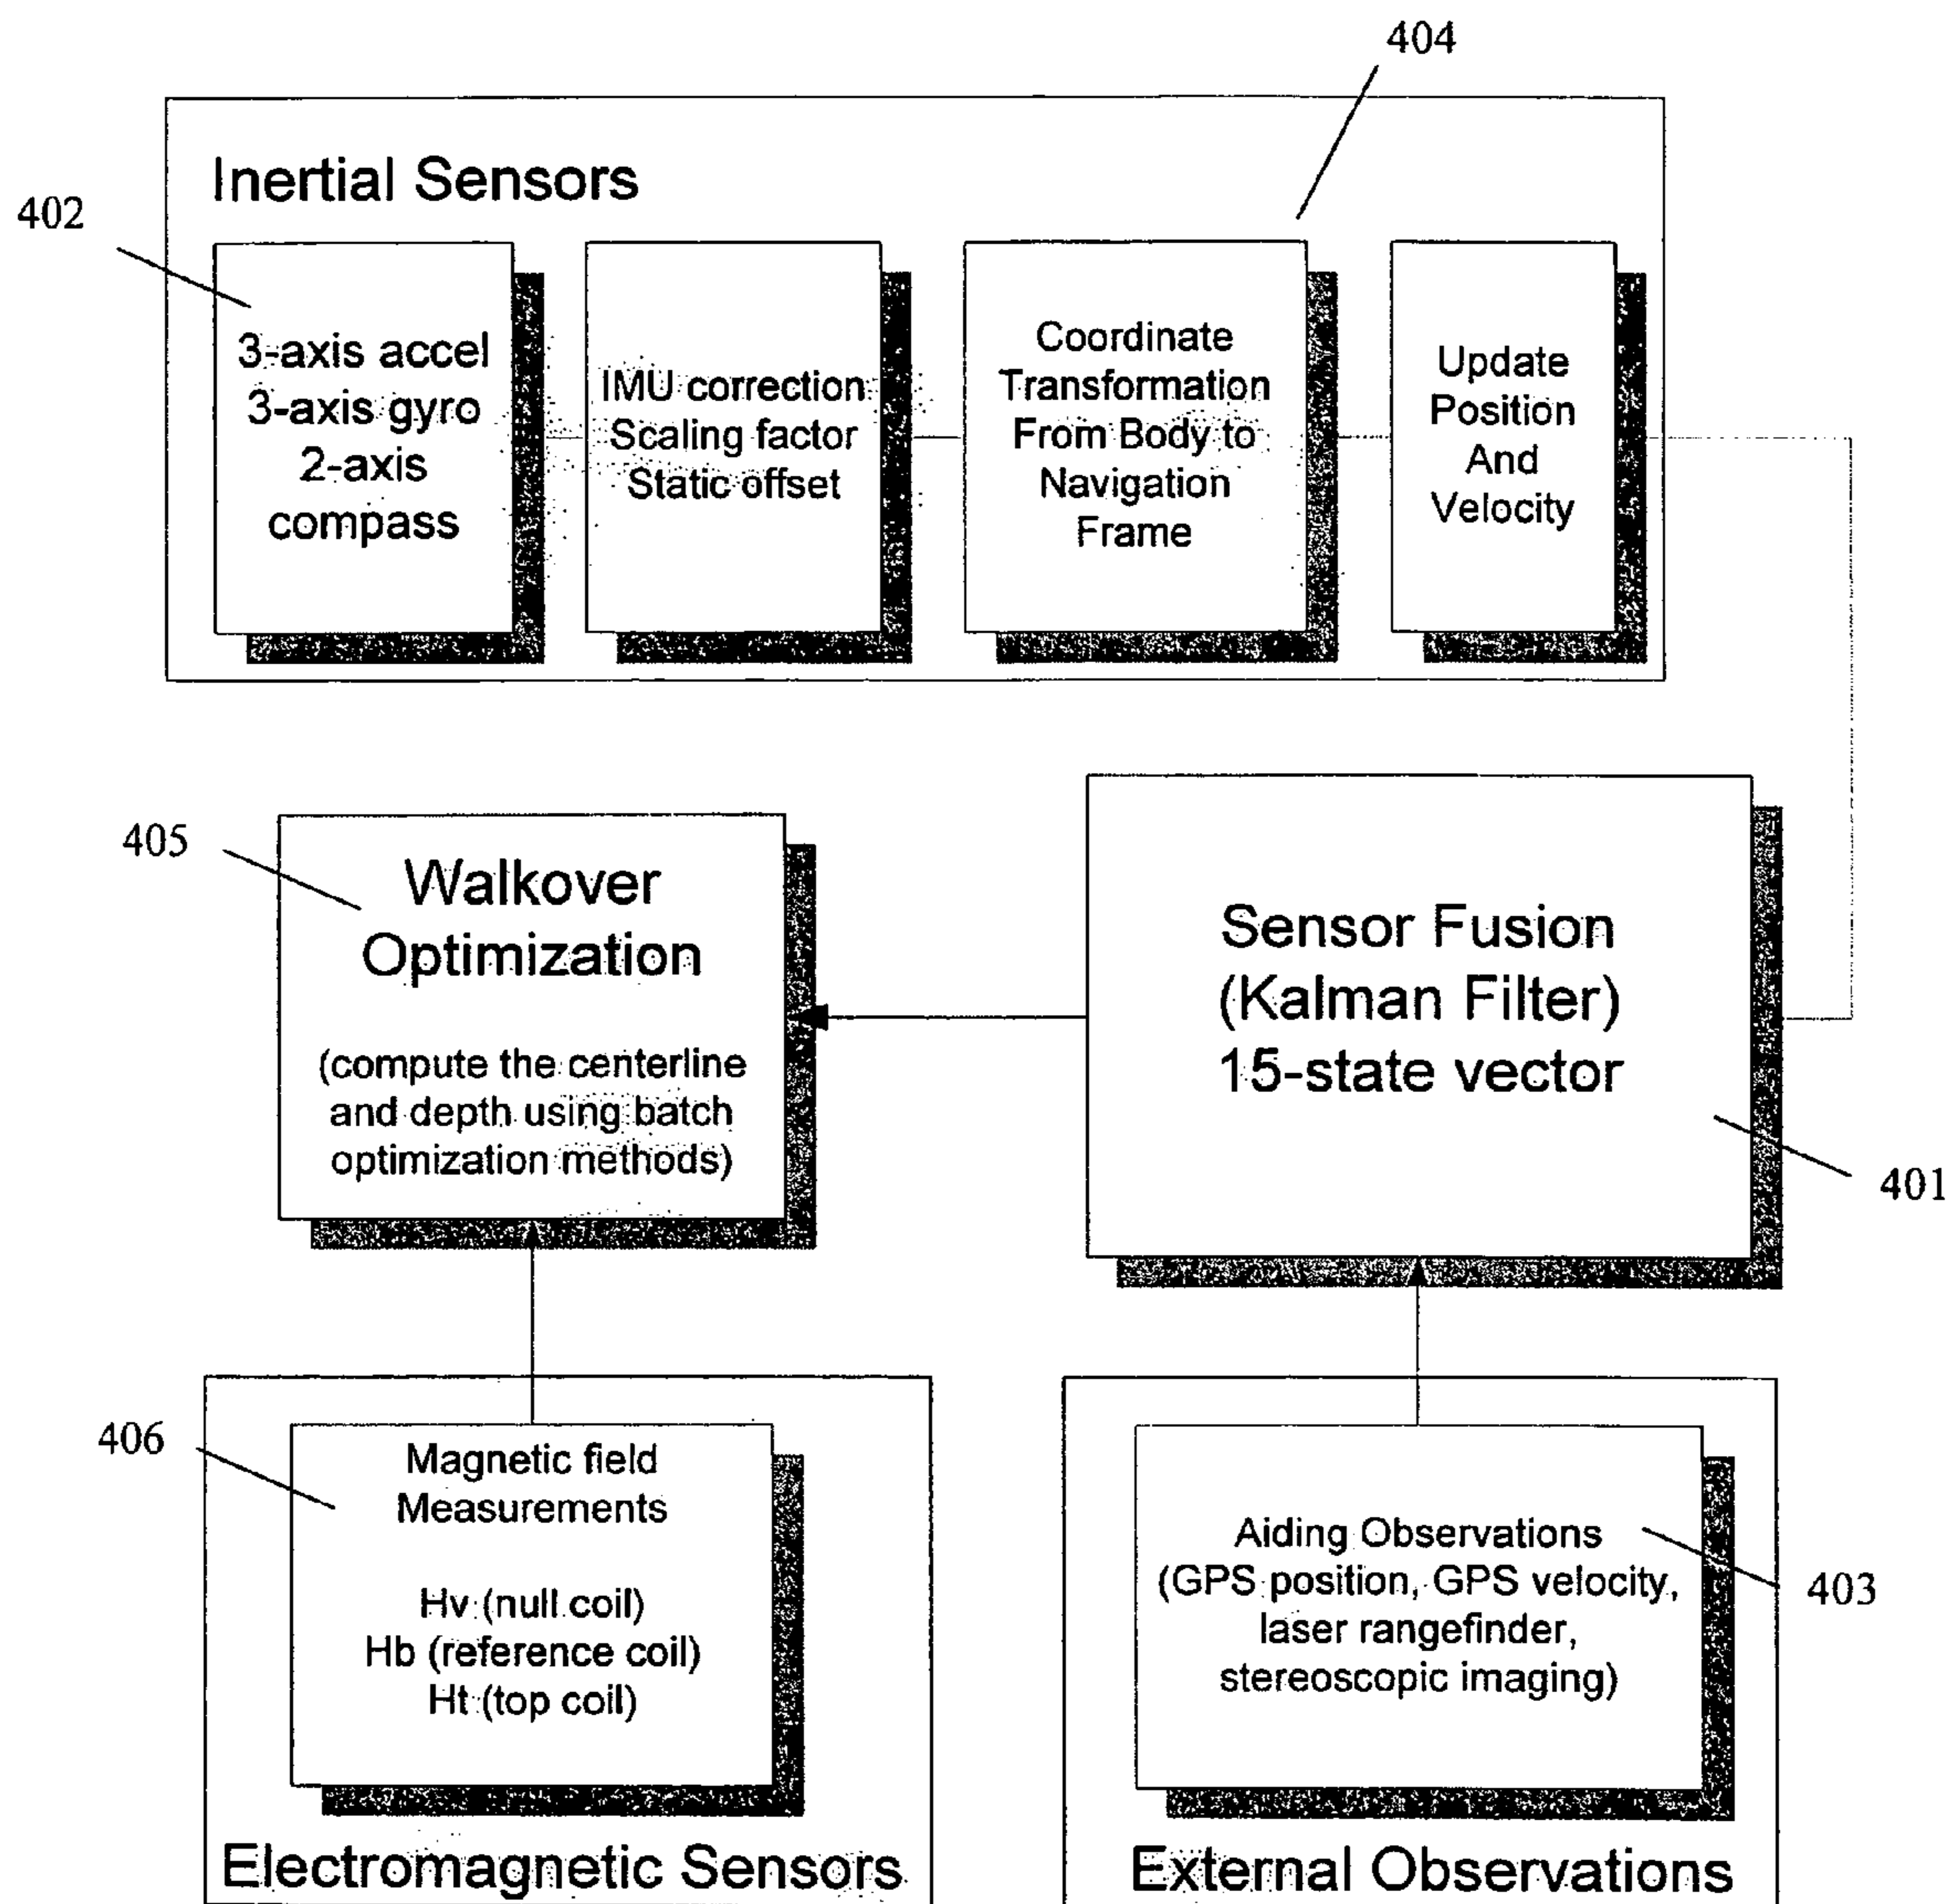 404
Inertial Sensors
402
3-axis accel
3-axis gyro
2-axis
compass
IMU correction
Scaling factor
Static offset
Coordinate
Transformation
From Body to
Navigation
Frame
Update
Position
And
Velocity
405
Walkover
Optimization
(compute the centerline
and depth using batch
optimization methods)
Sensor Fusion
(Kalman Filter)
15-state vector
401
406
Magnetic field
Measurements
Hv (null coil)
Hb (reference coil)
Ht (top coil)
Electromagnetic Sensors
Aiding Observations
(GPS position, GPS velocity,
laser rangefinder,
stereoscopic imaging)
403
External Observations